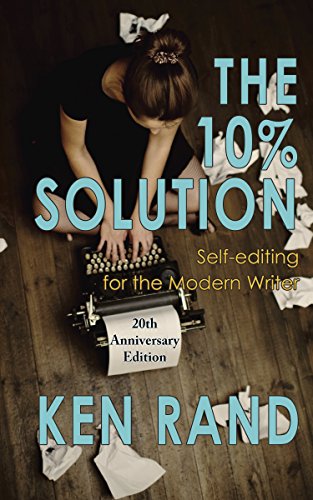 THE
10%
SOLUTION
Self-editing
for the Modern Writer
20th
Anniversary
Edition
KEN RAND